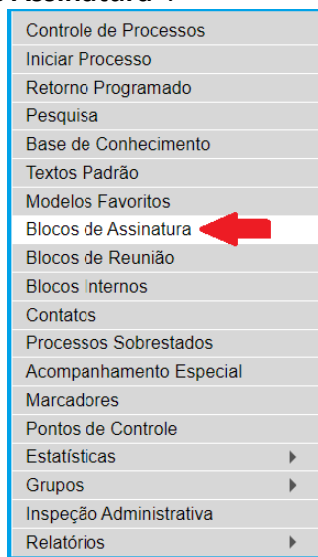 Controle de Processos
Iniciar Processo
Retorno Programado
Pesquisa
Base de Conhecimento
Textos Padrão
Modelos Favoritos
Blocos de Assinatura
Blocos de Reunião
Blocos Internos
Contatos
Processos Sobrestados
Acompanhamento Especial
Marcadores
Pontos de Controle
Estatísticas
Grupos
Inspeção Administrativa
Relatórios